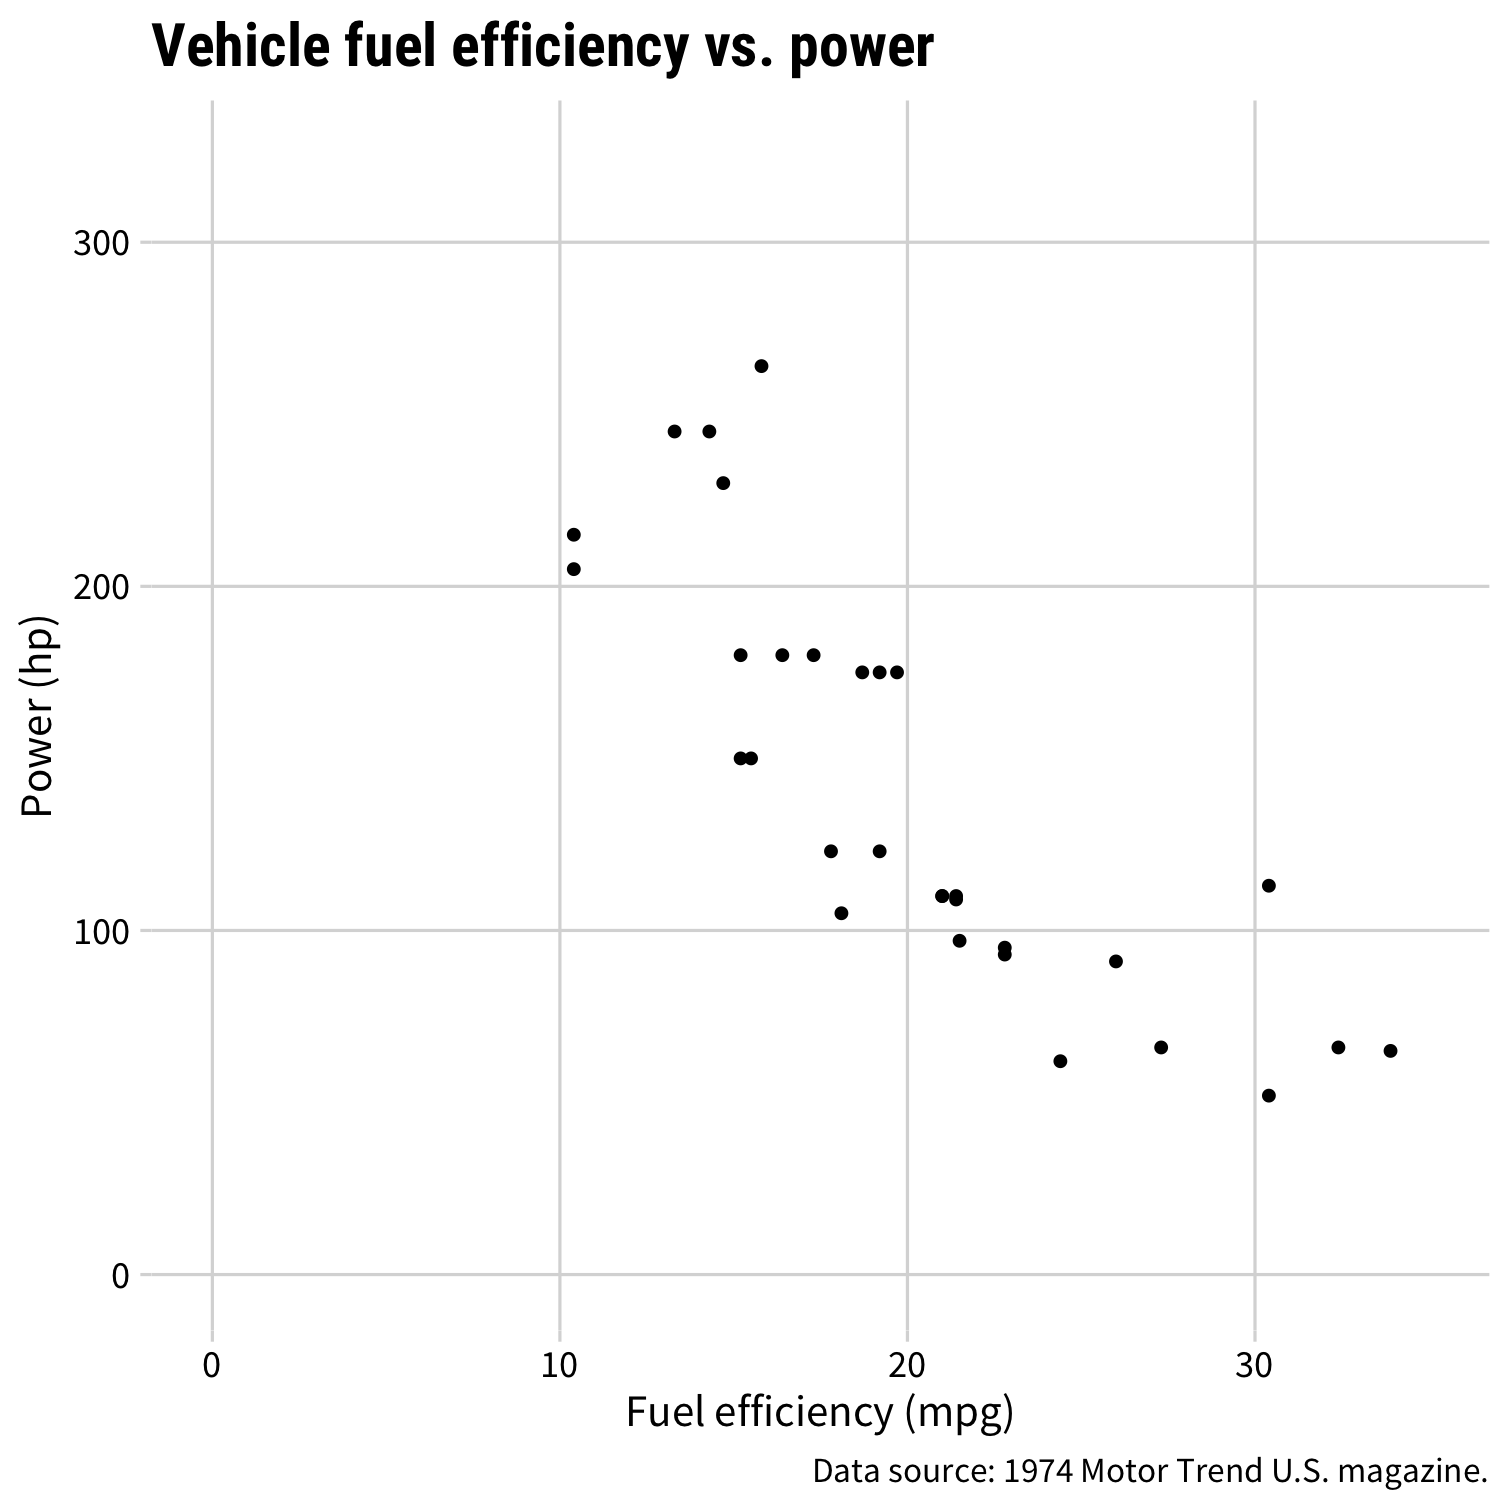 Vehicle fuel efficiency vs. power
300
200
100
0
Power (hp)
0 10 20 30
Fuel efficiency (mpg)
Data source: 1974 Motor Trend U.S. magazine.